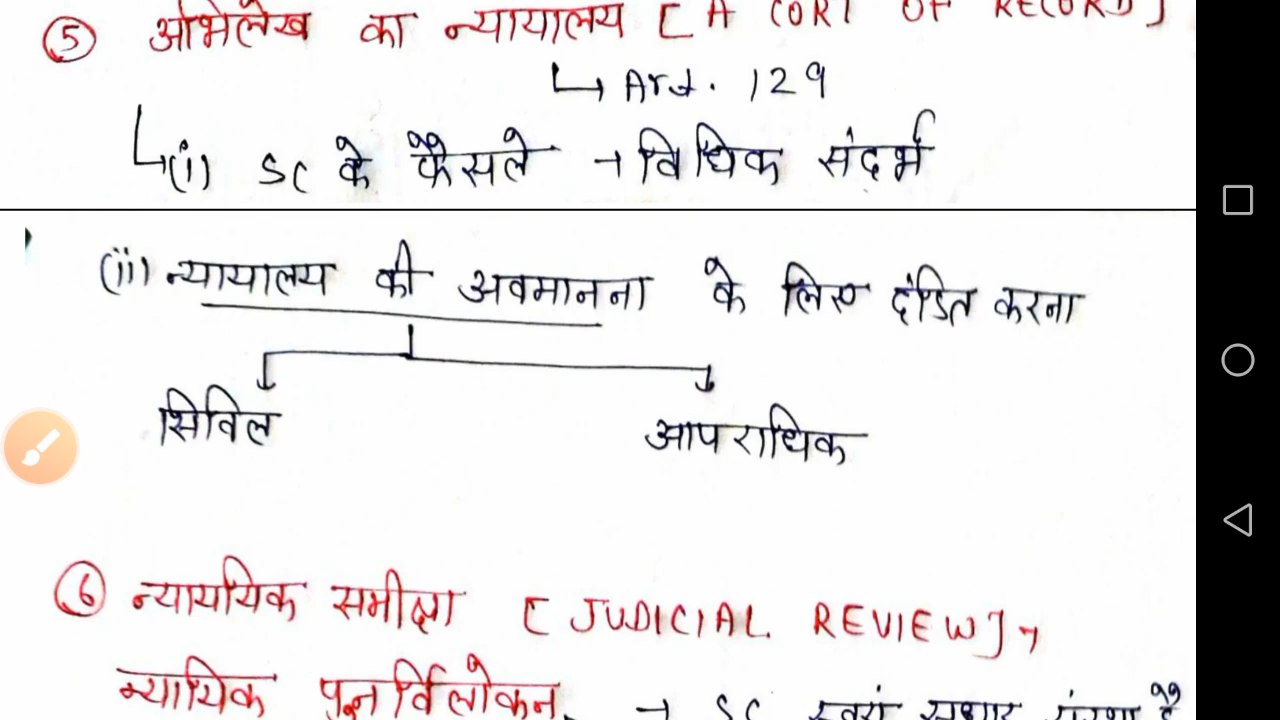 ⑤ अभिलेख का न्यायालय [ A CORT OF RECORD ]
↳ Art. 129
↳ (i) SC के फैसले → विधिक संदर्भ
(ii) न्यायालय की अवमानना के लिए दंडित करना
सिविल आपराधिक
⑥ न्याययिक समीक्षा [ JUDICIAL REVIEW ] →
न्यायिक पुनर्विलोकन → SC